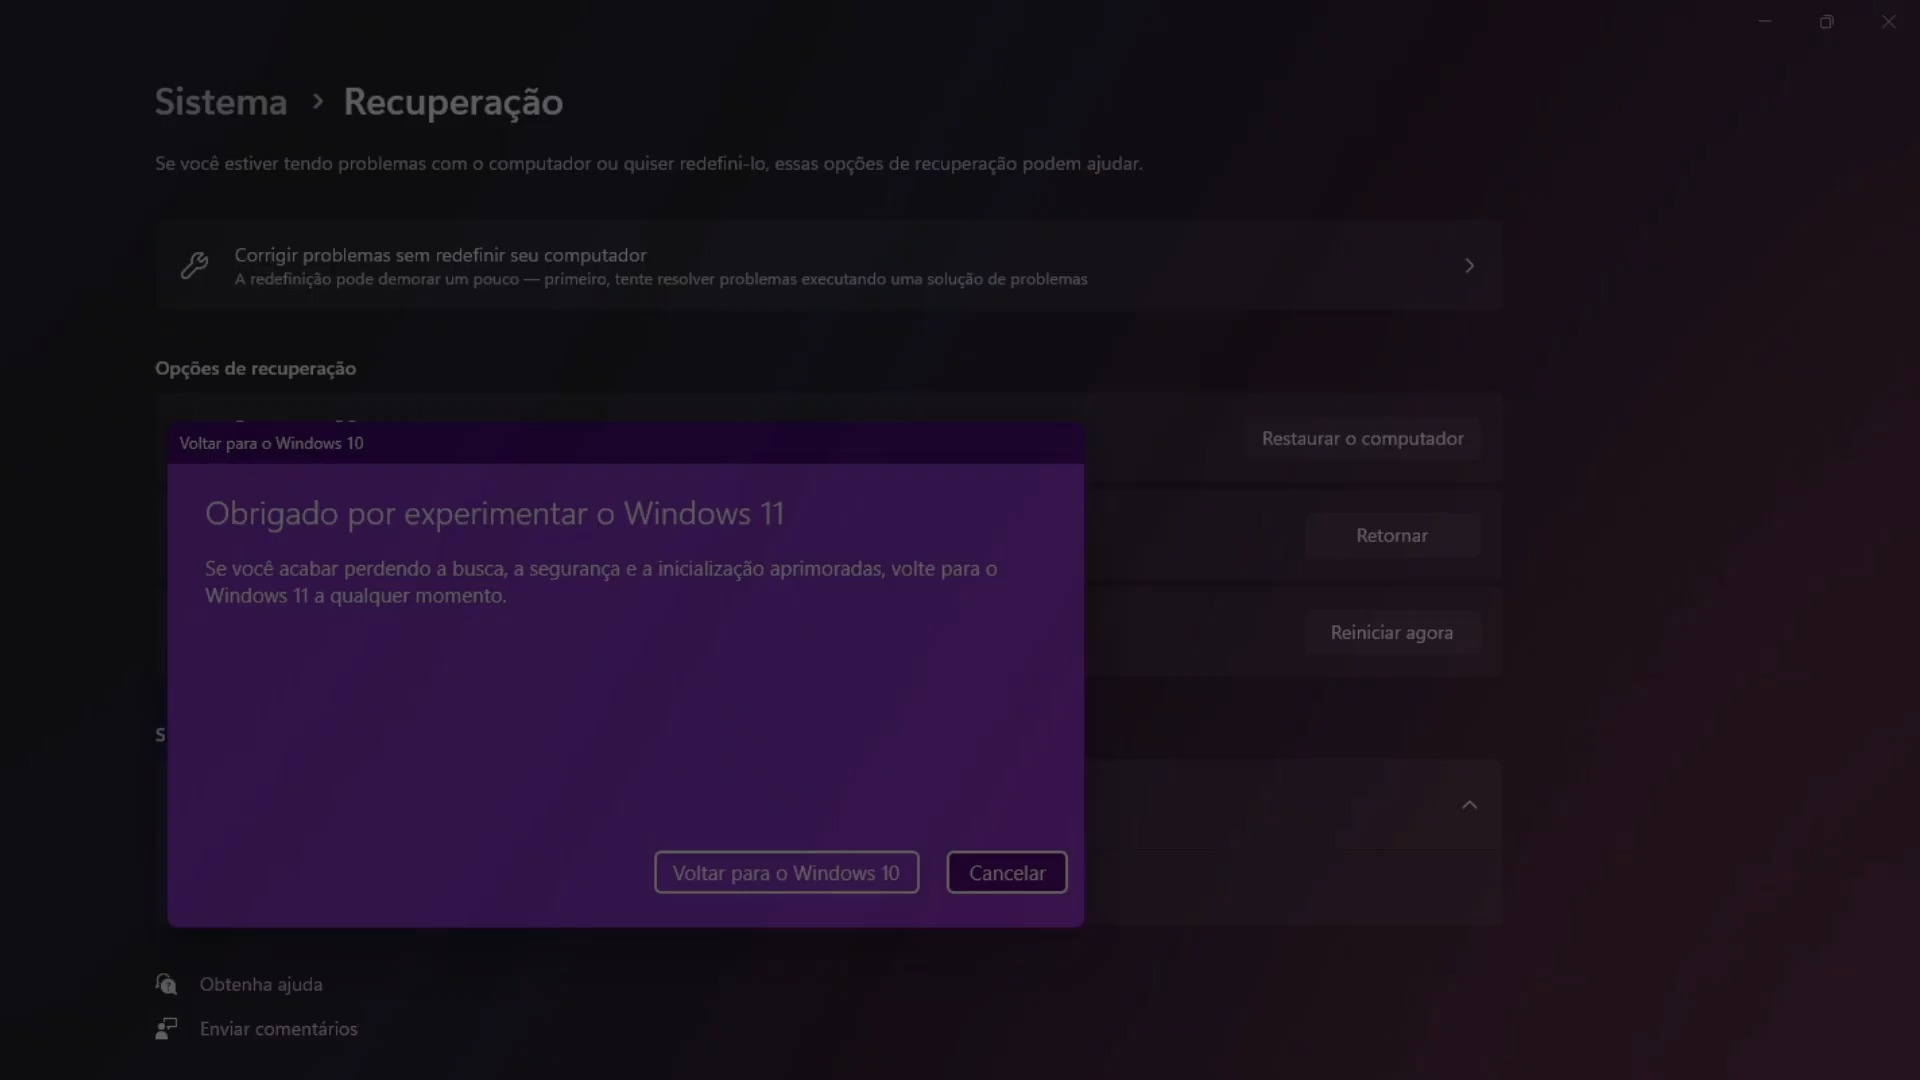 Sistema > Recuperação
Se você estiver tendo problemas com o computador ou quiser redefini-lo, essas opções de recuperação podem ajudar.
Corrigir problemas sem redefinir seu computador
A redefinição pode demorar um pouco — primeiro, tente resolver problemas executando uma solução de problemas
Opções de recuperação
Restaurar o computador
Retornar
Reiniciar agora
Voltar para o Windows 10
Obrigado por experimentar o Windows 11
Se você acabar perdendo a busca, a segurança e a inicialização aprimoradas, volte para o
Windows 11 a qualquer momento.
S
Voltar para o Windows 10
Cancelar
Obtenha ajuda
Enviar comentários